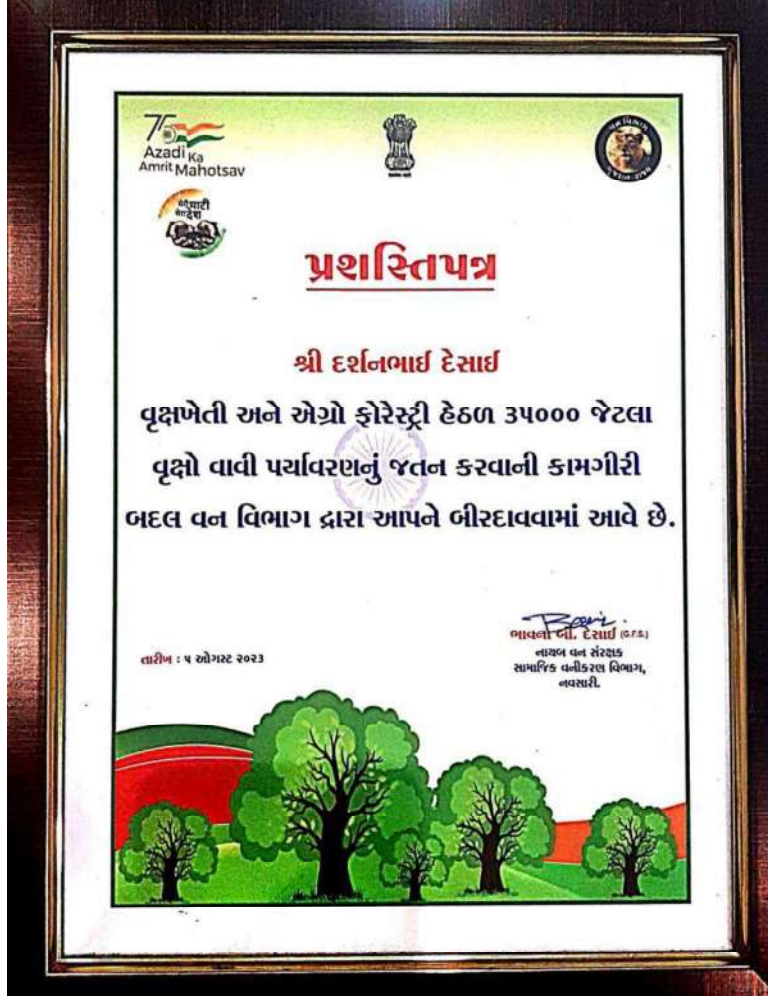 75
Azadi Ka
Amrit Mahotsav
मेरी माटी
मेरा देश
પ્રશસ્તિપત્ર
શ્રી દર્શનભાઈ દેસાઈ
વૃક્ષખેતી અને એગ્રો ફોરેસ્ટ્રી હેઠળ ૩૫૦૦૦ જેટલા
વૃક્ષો વાવી પર્યાવરણનું જતન કરવાની કામગીરી
બદલ વન વિભાગ દ્વારા આપને બીરદાવવામાં આવે છે.
ભાવના બી. દેસાઈ (G.F.S.)
નાયબ વન સંરક્ષક
સામાજિક વનીકરણ વિભાગ,
નવસારી.
તારીખ : ૫ ઓગસ્ટ ૨૦૨૩